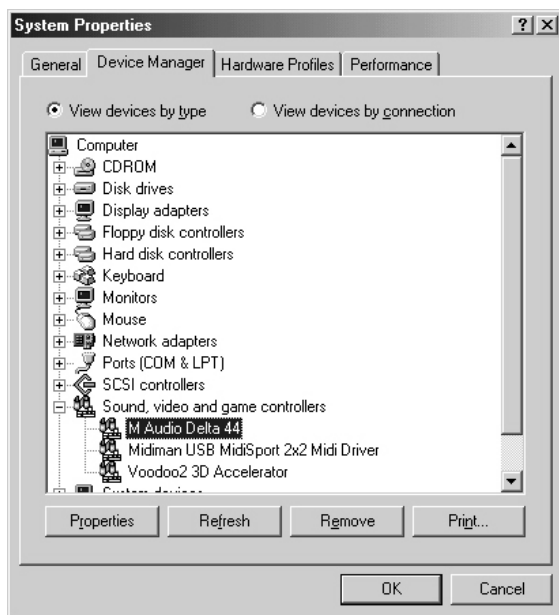 System Properties
General Device Manager Hardware Profiles Performance
View devices by type View devices by connection
Computer
CDROM
Disk drives
Display adapters
Floppy disk controllers
Hard disk controllers
Keyboard
Monitors
Mouse
Network adapters
Ports (COM & LPT)
SCSI controllers
Sound, video and game controllers
M Audio Delta 44
Midiman USB MidiSport 2x2 Midi Driver
Voodoo2 3D Accelerator
System devices
Properties Refresh Remove Print...
OK Cancel